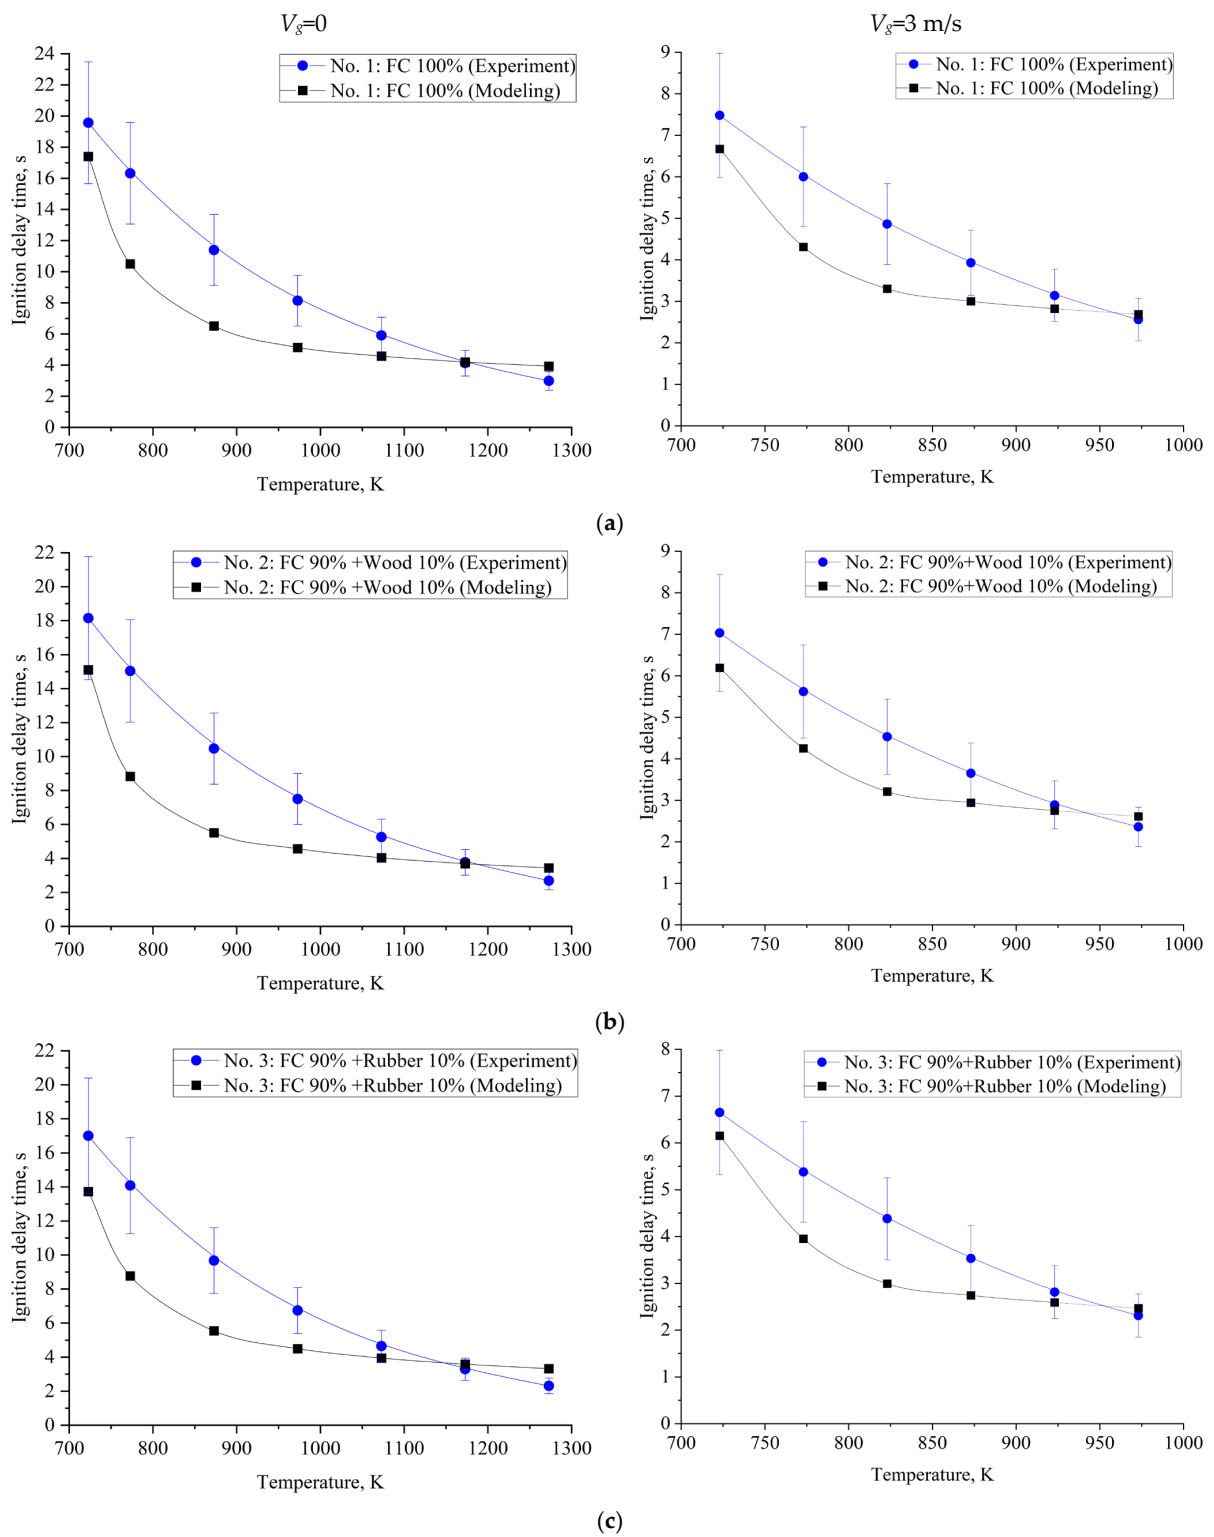 V_g=0
V_g=3 m/s
No. 1: FC 100% (Experiment)
No. 1: FC 100% (Modeling)
24
22
20
18
16
14
12
10
8
6
4
2
0
Ignition delay time, s
700 800 900 1000 1100 1200 1300
Temperature, K
No. 1: FC 100% (Experiment)
No. 1: FC 100% (Modeling)
9
8
7
6
5
4
3
2
1
0
Ignition delay time, s
700 750 800 850 900 950 1000
Temperature, K
(a)
No. 2: FC 90% +Wood 10% (Experiment)
No. 2: FC 90% +Wood 10% (Modeling)
22
20
18
16
14
12
10
8
6
4
2
0
Ignition delay time, s
700 800 900 1000 1100 1200 1300
Temperature, K
No. 2: FC 90%+Wood 10% (Experiment)
No. 2: FC 90%+Wood 10% (Modeling)
9
8
7
6
5
4
3
2
1
0
Ignition delay time, s
700 750 800 850 900 950 1000
Temperature, K
(b)
No. 3: FC 90% +Rubber 10% (Experiment)
No. 3: FC 90% +Rubber 10% (Modeling)
22
20
18
16
14
12
10
8
6
4
2
0
Ignition delay time, s
700 800 900 1000 1100 1200 1300
Temperature, K
No. 3: FC 90%+Rubber 10% (Experiment)
No. 3: FC 90%+Rubber 10% (Modeling)
8
7
6
5
4
3
2
1
0
Ignition delay time, s
700 750 800 850 900 950 1000
Temperature, K
(c)